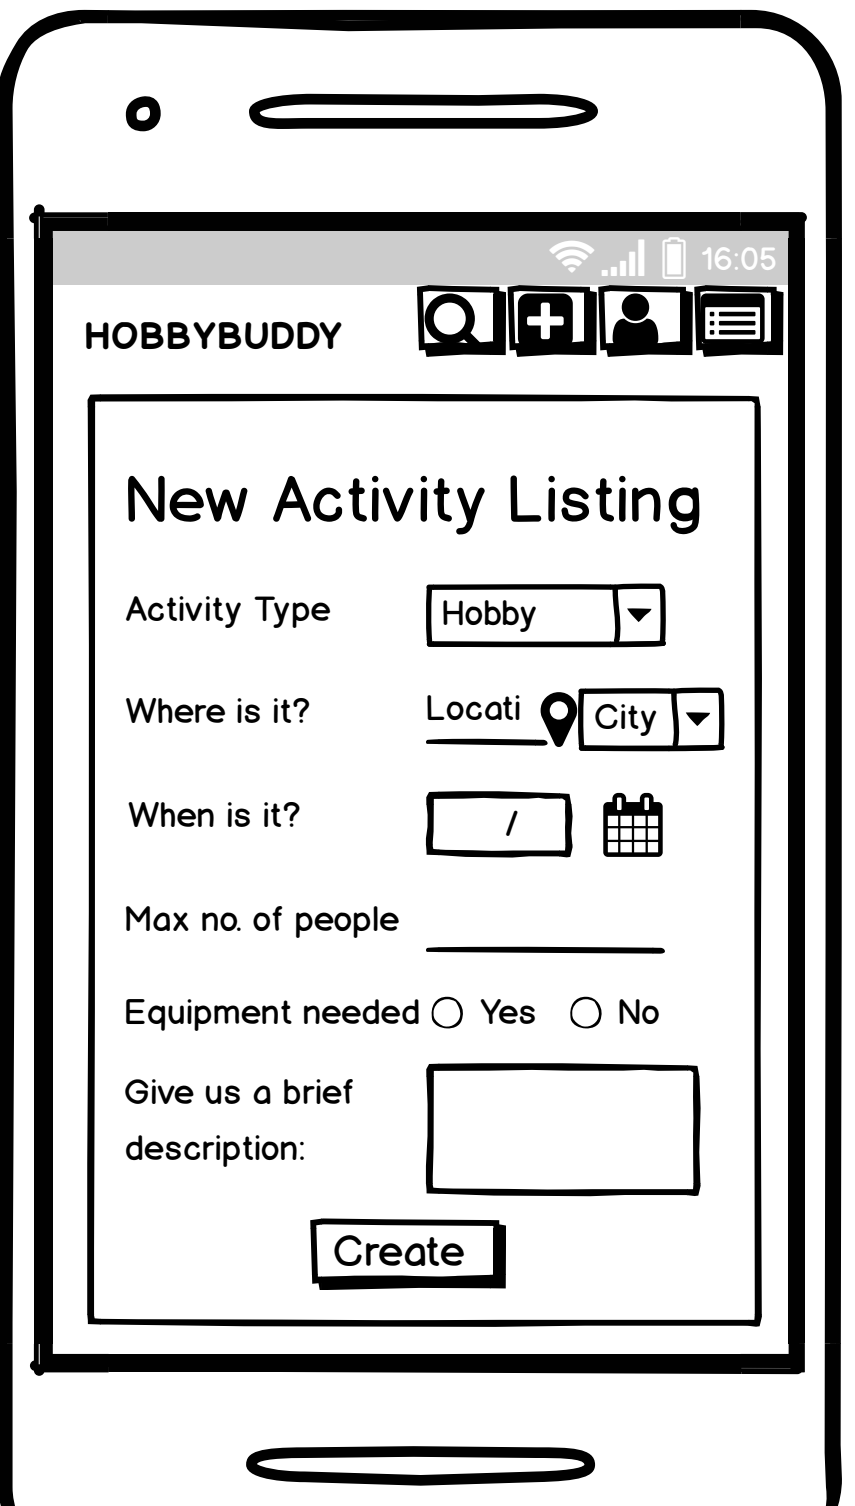 16:05
HOBBYBUDDY
New Activity Listing
Activity Type Hobby
Where is it? Locati City
When is it? /
Max no. of people
Equipment needed Yes No
Give us a brief
description:
Create